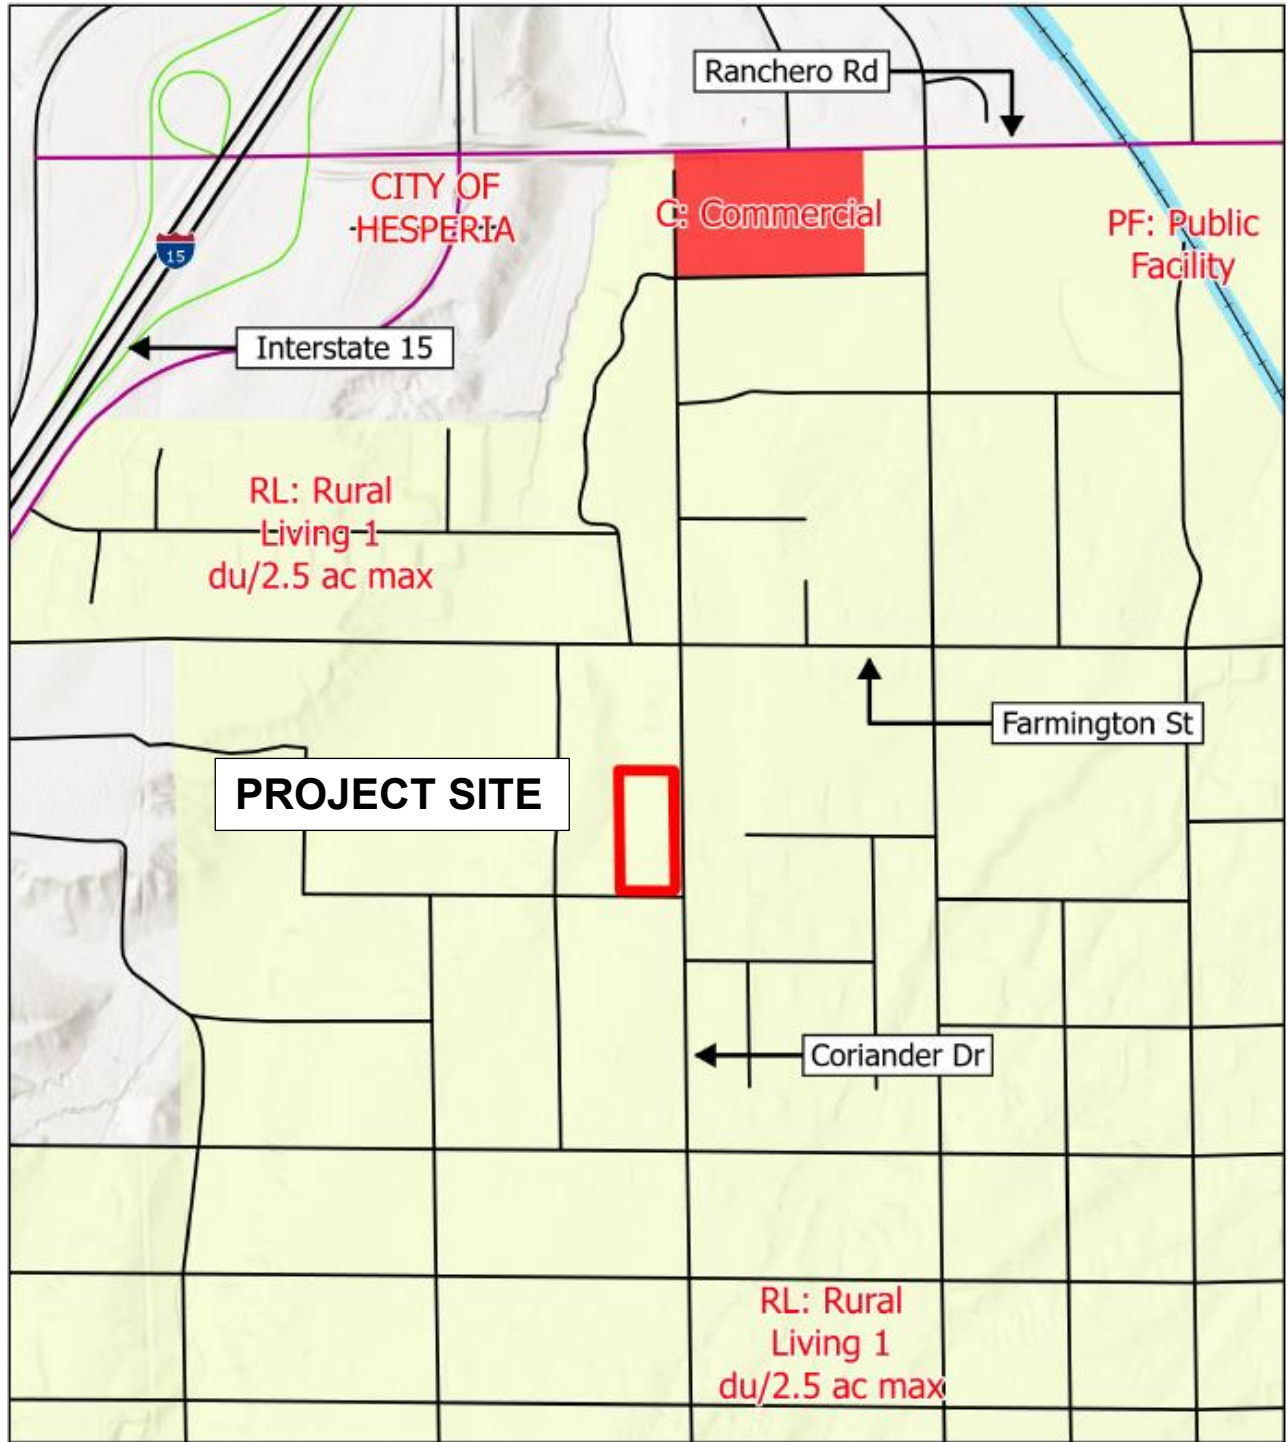 Ranchero Rd
CITY OF
HESPERIA
C: Commercial
PF: Public
Facility
15
Interstate 15
RL: Rural
Living 1
du/2.5 ac max
Farmington St
PROJECT SITE
Coriander Dr
RL: Rural
Living 1
du/2.5 ac max